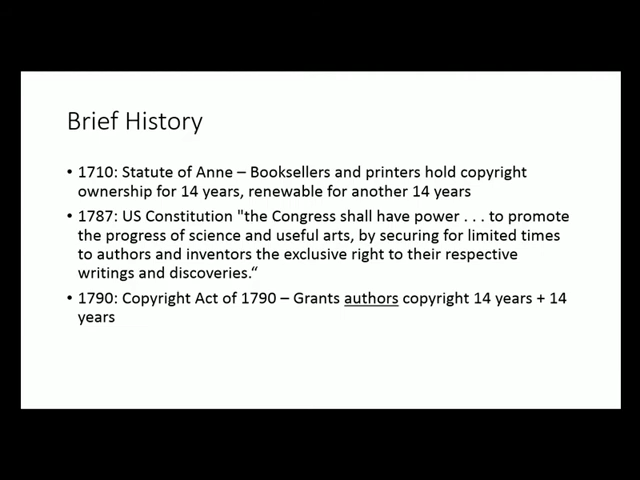 Brief History
• 1710: Statute of Anne – Booksellers and printers hold copyright
ownership for 14 years, renewable for another 14 years
• 1787: US Constitution "the Congress shall have power . . . to promote
the progress of science and useful arts, by securing for limited times
to authors and inventors the exclusive right to their respective
writings and discoveries.“
• 1790: Copyright Act of 1790 – Grants authors copyright 14 years + 14
years